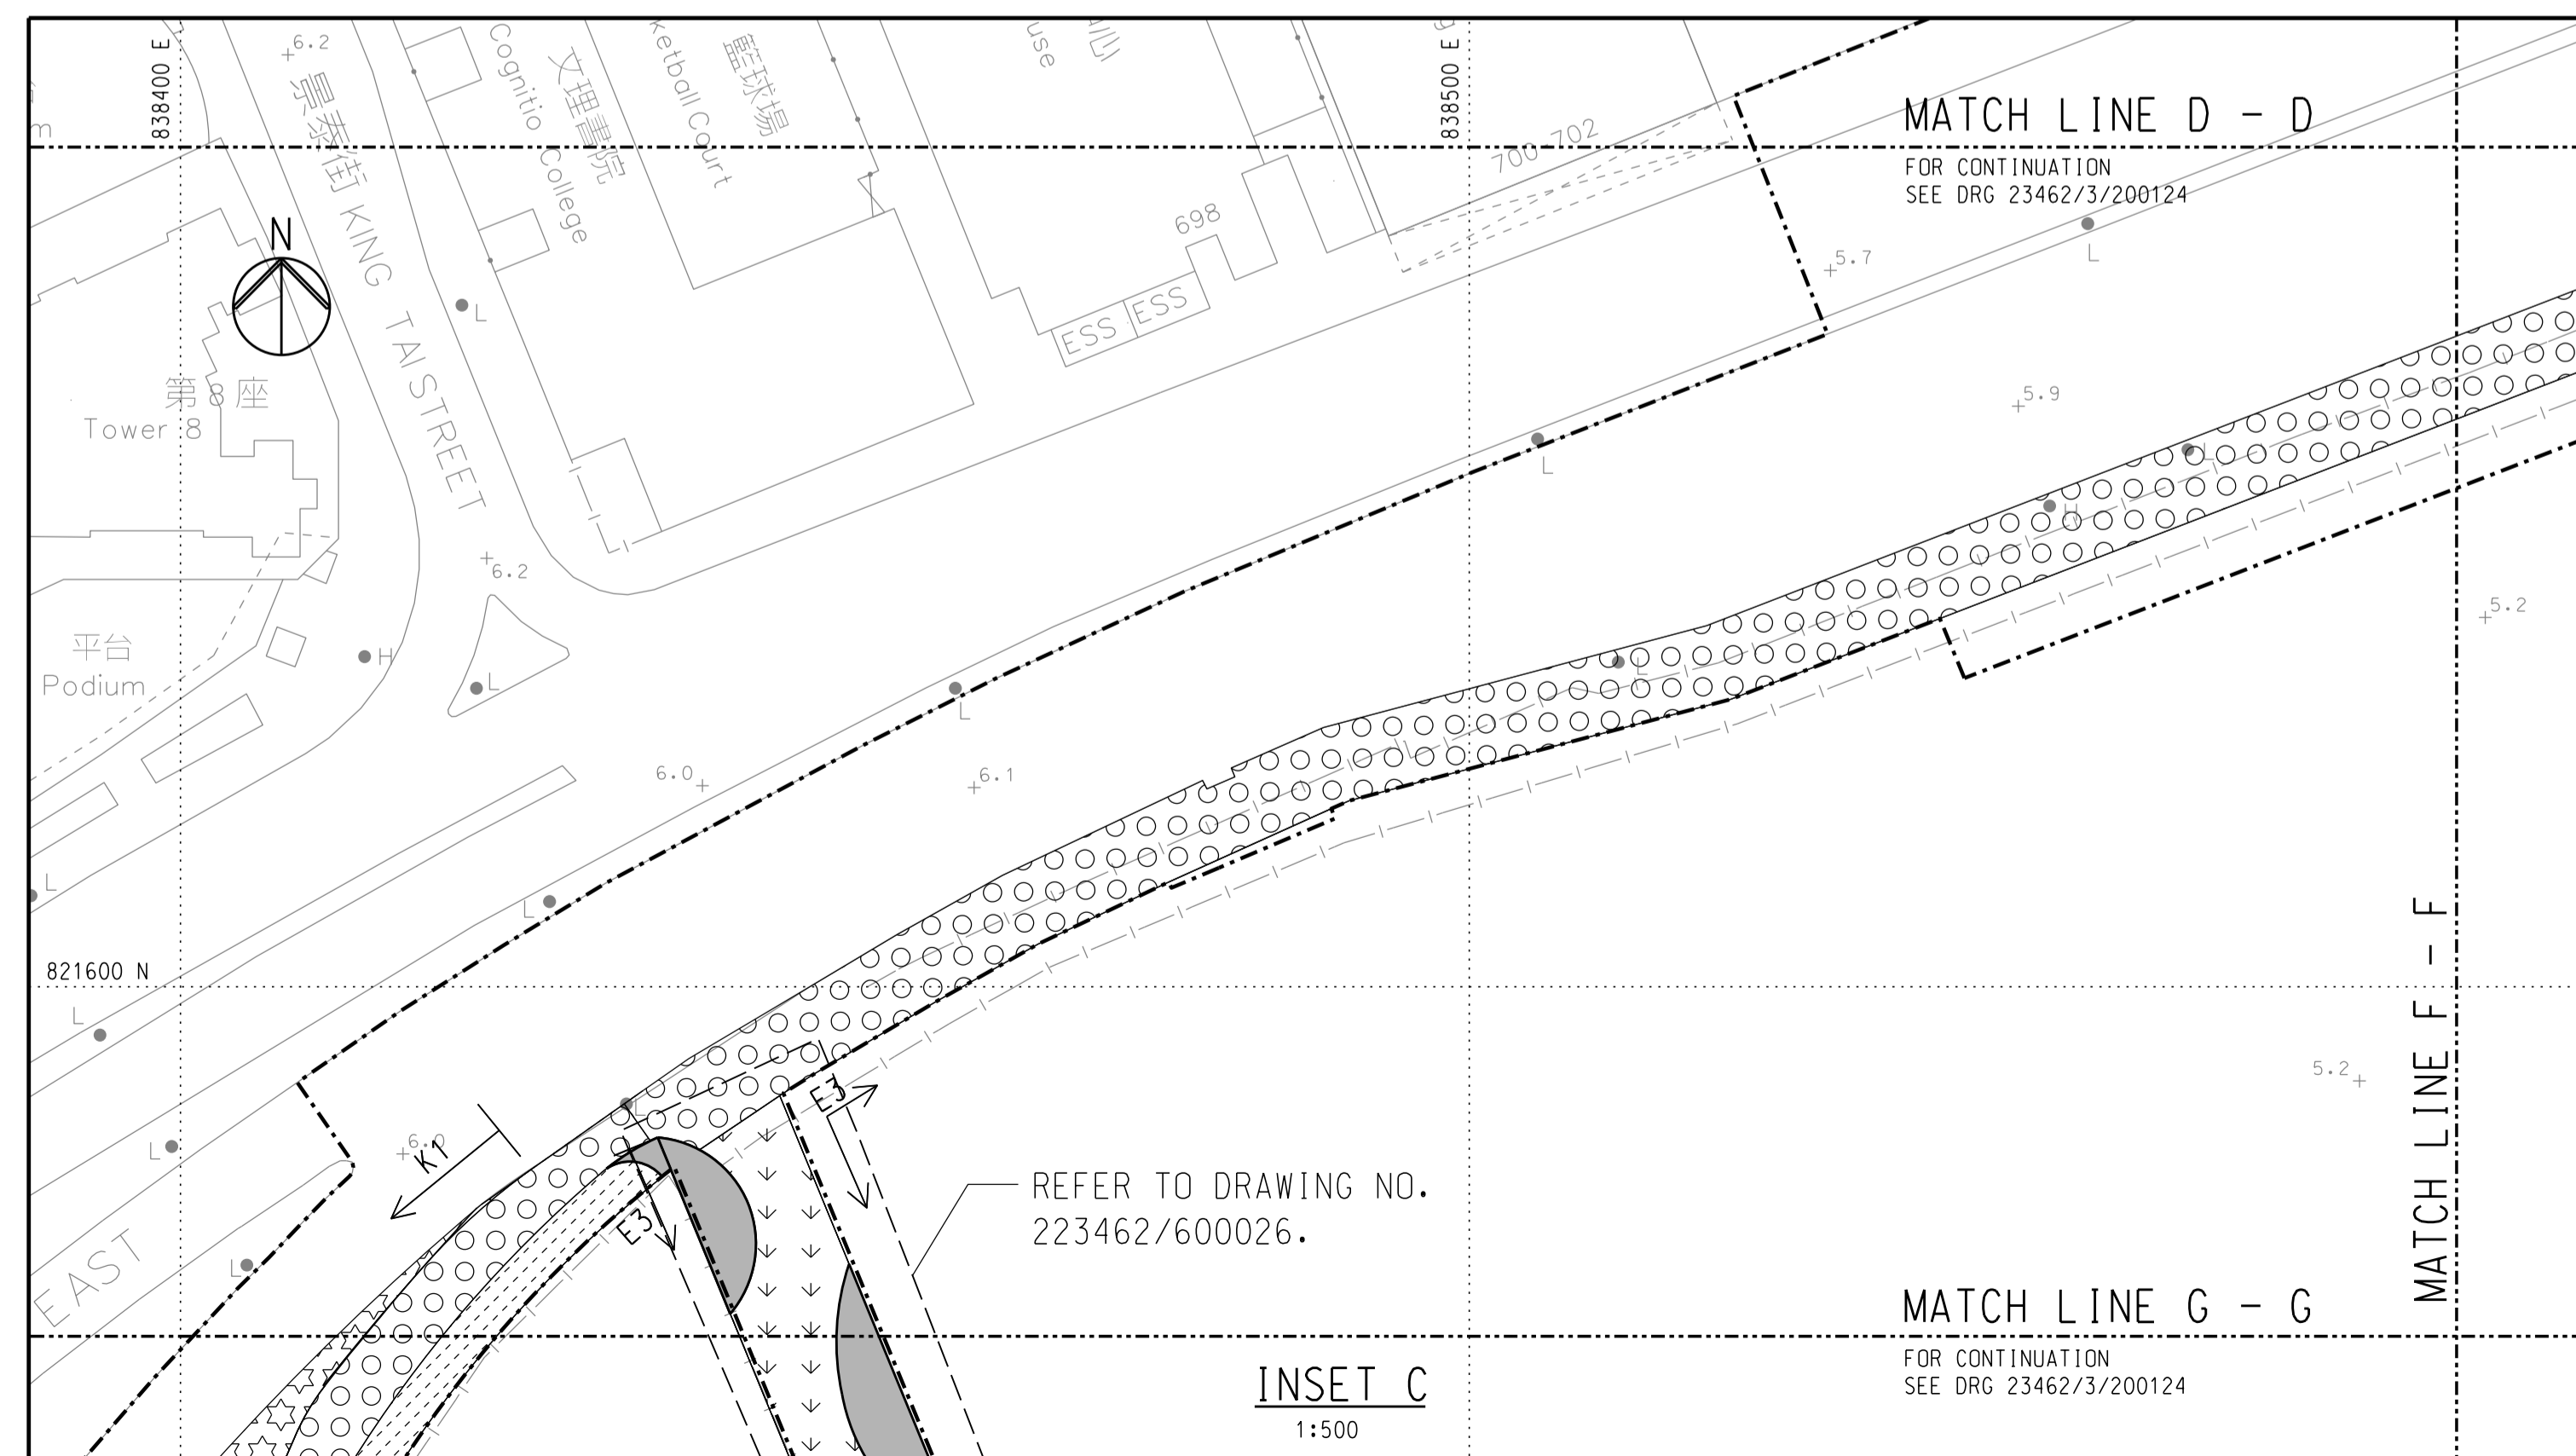 838400 E
838500 E
6.2
景泰街 KING TAI STREET
Cognitio College
文理書院
ketball Court
籃球場
use
心
700-702
698
ESS
ESS
N
MATCH LINE D - D
FOR CONTINUATION
SEE DRG 23462/3/200124
5.7
L
L
第 8 座
Tower 8
5.9
L
L
H
6.2
5.2
平台
Podium
H
L
L
L
6.0
6.1
L
L
L
821600 N
L
5.2
MATCH LINE F - F
L
6.0
K1
E3
E3
L
L
EAST
REFER TO DRAWING NO.
223462/600026.
MATCH LINE G - G
FOR CONTINUATION
SEE DRG 23462/3/200124
INSET C
1:500